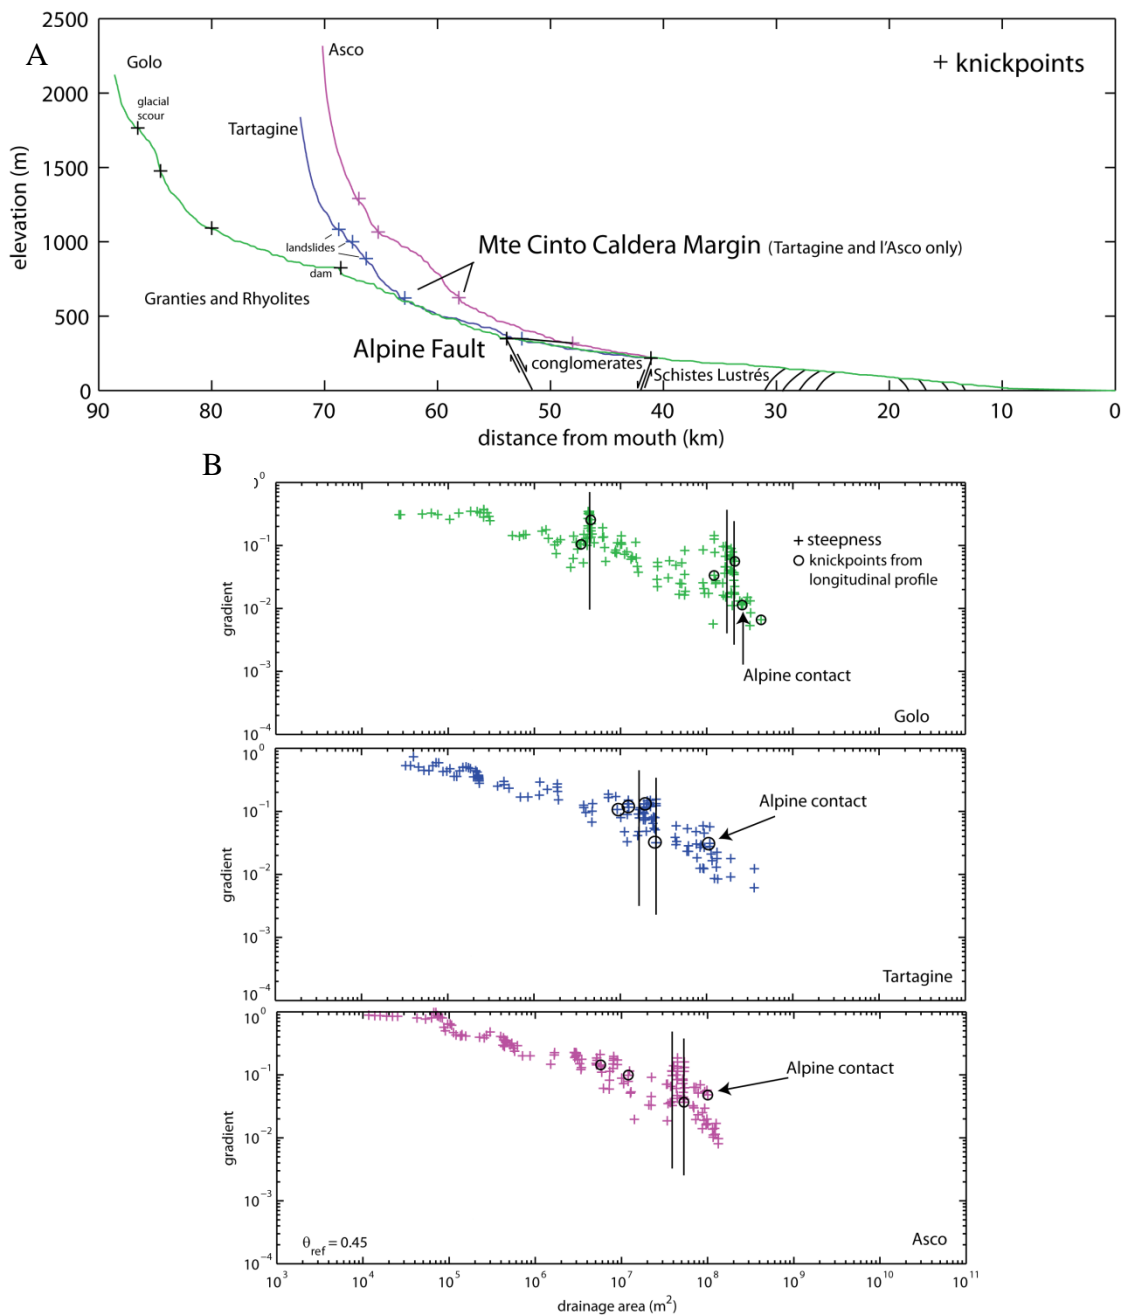 A
2500
2000
1500
1000
500
0
elevation (m)
Golo
glacial
scour
Asco
Tartagine
+ knickpoints
landslides
dam
Mte Cinto Caldera Margin (Tartagine and l'Asco only)
Granties and Rhyolites
Alpine Fault
conglomerates
Schistes Lustrés
90 80 70 60 50 40 30 20 10 0
distance from mouth (km)
B
10⁰
10⁻¹
10⁻²
10⁻³
10⁻⁴
gradient
+ steepness
knickpoints from
longitudinal profile
Alpine contact
Golo
10⁰
10⁻¹
10⁻²
10⁻³
10⁻⁴
gradient
Alpine contact
Tartagine
10⁰
10⁻¹
10⁻²
10⁻³
10⁻⁴
gradient
Alpine contact
Asco
θref = 0.45
10³ 10⁴ 10⁵ 10⁶ 10⁷ 10⁸ 10⁹ 10¹⁰ 10¹¹
drainage area (m²)